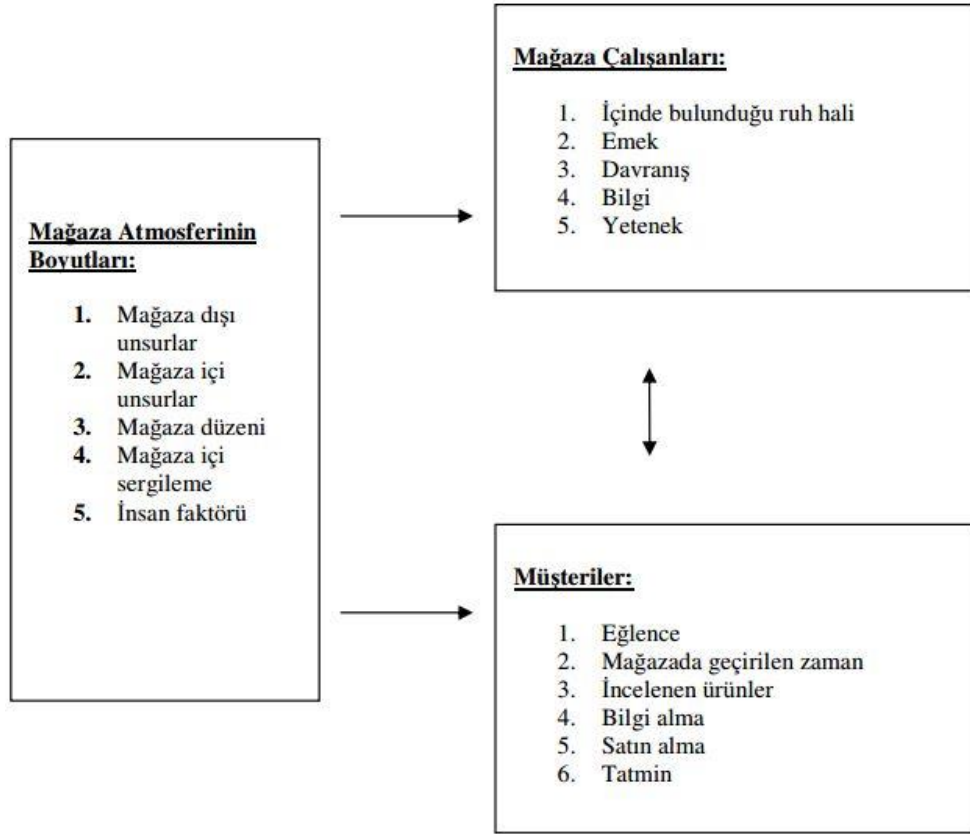 Mağaza Atmosferinin
Boyutları:
1. Mağaza dışı
unsurlar
2. Mağaza içi
unsurlar
3. Mağaza düzeni
4. Mağaza içi
sergileme
5. İnsan faktörü
Mağaza Çalışanları:
1. İçinde bulunduğu ruh hali
2. Emek
3. Davranış
4. Bilgi
5. Yetenek
Müşteriler:
1. Eğlence
2. Mağazada geçirilen zaman
3. İncelenen ürünler
4. Bilgi alma
5. Satın alma
6. Tatmin